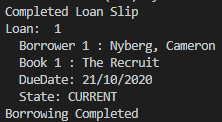 Completed Loan Slip
Loan:  1
  Borrower 1 : Nyberg, Cameron
  Book 1 : The Recruit
  DueDate: 21/10/2020
  State: CURRENT
Borrowing Completed